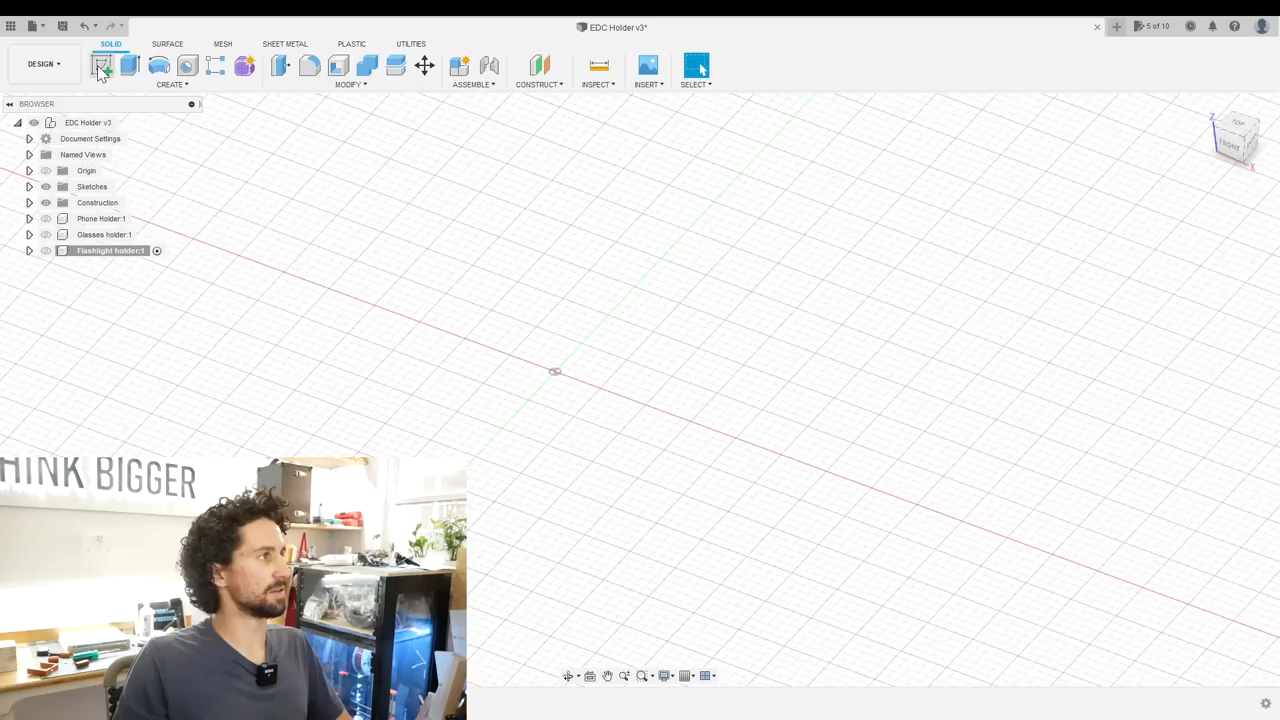 EDC Holder v3*
5 of 10
DESIGN
SOLID
SURFACE
MESH
SHEET METAL
PLASTIC
UTILITIES
CREATE
MODIFY
ASSEMBLE
CONSTRUCT
INSPECT
INSERT
SELECT
BROWSER
EDC Holder v3
Document Settings
Named Views
Origin
Sketches
Construction
Phone Holder:1
Glasses holder:1
Flashlight holder:1
TOP
FRONT
Z
X
HINK BIGGER